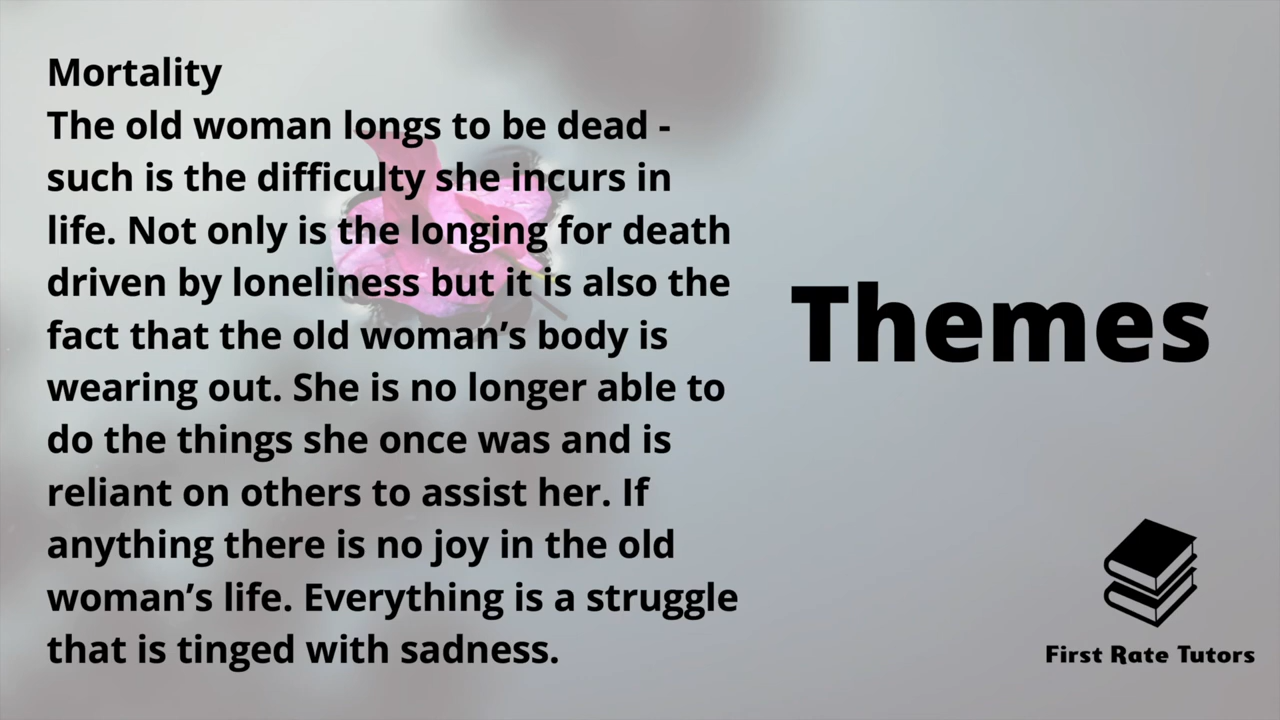 Mortality
The old woman longs to be dead -
such is the difficulty she incurs in
life. Not only is the longing for death
driven by loneliness but it is also the
fact that the old woman’s body is
wearing out. She is no longer able to
do the things she once was and is
reliant on others to assist her. If
anything there is no joy in the old
woman’s life. Everything is a struggle
that is tinged with sadness.
Themes
First Rate Tutors